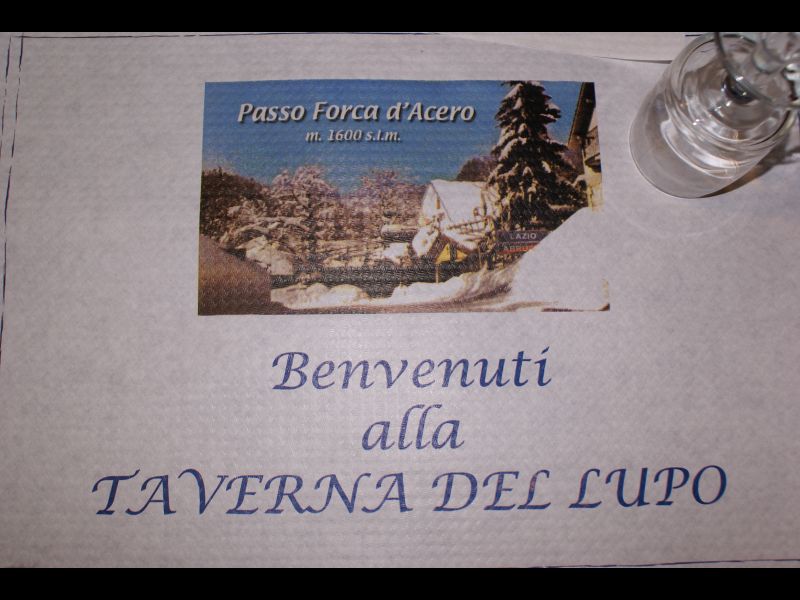 Passo Forca d'Acero
m. 1600 s.l.m.
LAZIO
Benvenuti
alla
TAVERNA DEL LUPO